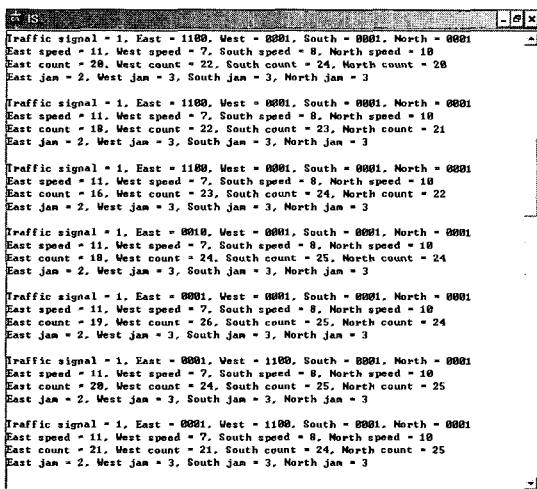 IS
Traffic signal = 1, East = 1100, West = 0001, South = 0001, North = 0001
East speed = 11, West speed = 7, South speed = 8, North speed = 10
East count = 20, West count = 22, South count = 24, North count = 20
East jam = 2, West jam = 3, South jam = 3, North jam = 3
Traffic signal = 1, East = 1100, West = 0001, South = 0001, North = 0001
East speed = 11, West speed = 7, South speed = 8, North speed = 10
East count = 18, West count = 22, South count = 23, North count = 21
East jam = 2, West jam = 3, South jam = 3, North jam = 3
Traffic signal = 1, East = 1100, West = 0001, South = 0001, North = 0001
East speed = 11, West speed = 7, South speed = 8, North speed = 10
East count = 16, West count = 23, South count = 24, North count = 22
East jam = 2, West jam = 3, South jam = 3, North jam = 3
Traffic signal = 1, East = 0010, West = 0001, South = 0001, North = 0001
East speed = 11, West speed = 7, South speed = 8, North speed = 10
East count = 18, West count = 24, South count = 25, North count = 24
East jam = 2, West jam = 3, South jam = 3, North jam = 3
Traffic signal = 1, East = 0001, West = 0001, South = 0001, North = 0001
East speed = 11, West speed = 7, South speed = 8, North speed = 10
East count = 19, West count = 26, South count = 25, North count = 24
East jam = 2, West jam = 3, South jam = 3, North jam = 3
Traffic signal = 1, East = 0001, West = 1100, South = 0001, North = 0001
East speed = 11, West speed = 7, South speed = 8, North speed = 10
East count = 20, West count = 24, South count = 25, North count = 25
East jam = 2, West jam = 3, South jam = 3, North jam = 3
Traffic signal = 1, East = 0001, West = 1100, South = 0001, North = 0001
East speed = 11, West speed = 7, South speed = 8, North speed = 10
East count = 21, West count = 21, South count = 24, North count = 25
East jam = 2, West jam = 3, South jam = 3, North jam = 3